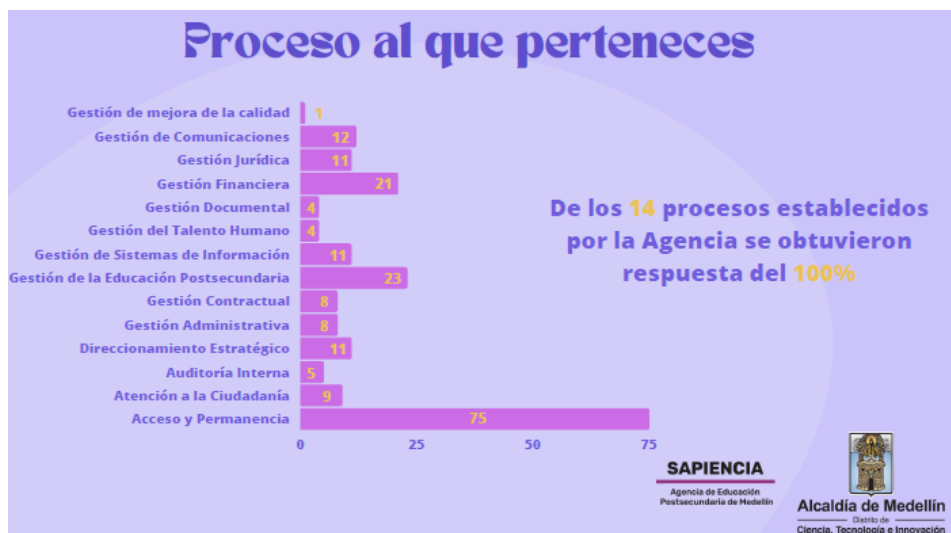 Proceso al que perteneces
Gestión de mejora de la calidad 1
Gestión de Comunicaciones 12
Gestión Jurídica 11
Gestión Financiera 21
Gestión Documental 4
Gestión del Talento Humano 4
Gestión de Sistemas de Información 11
Gestión de la Educación Postsecundaria 23
Gestión Contractual 8
Gestión Administrativa 8
Direccionamiento Estratégico 11
Auditoría Interna 5
Atención a la Ciudadanía 9
Acceso y Permanencia 75
0 25 50 75
De los 14 procesos establecidos
por la Agencia se obtuvieron
respuesta del 100%
SAPIENCIA
Agencia de Educación
Postsecundaria de Medellín
Alcaldía de Medellín
Distrito de
Ciencia, Tecnología e Innovación